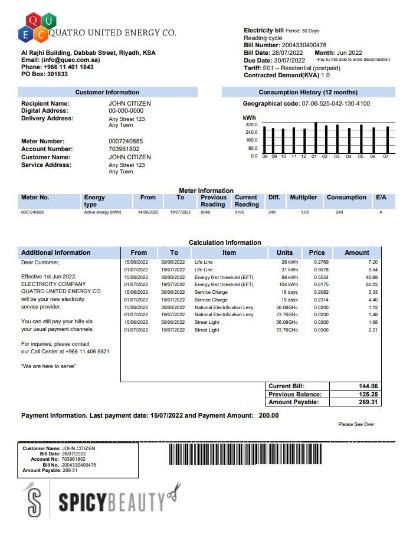 QU
EC
QUATRO UNITED ENERGY CO.
Al Rajhi Building, Dabbab Street, Riyadh, KSA
Email: (info@quec.com.sa)
Phone: +966 11 401 1843
PO Box: 301833
Electricity bill Period: 30 Days
Reading cycle
Bill Number: 2004330400476
Bill Date: 28/07/2022 Month: Jun 2022
Due Date: 30/07/2022 (Pay by this date to avoid disconnection)
Tariff: E01 – Residential (postpaid)
Contracted Demand(KVA):1.0
Customer Information
Recipient Name: JOHN CITIZEN
Digital Address: 00-000-0000
Delivery Address: Any Street 123
Any Town
Meter Number: 0007240885
Account Number: 703961802
Customer Name: JOHN CITIZEN
Service Address: Any Street 123
Any Town
Consumption History (12 months)
Geographical code: 07-06-525-042-130-4100
kWh
320.0
240.0
160.0
80.0
0.0
08 09 10 11 12 01 02 03 04 05 06 07
Meter Information
Meter No. Energy type From To Previous Reading Current Reading Diff. Multiplier Consumption E/A
0007240885 Active energy (kWh) 14/06/2022 19/07/2022 249 1.00 249 A
Calculation Information
Additional Information From To Item Units Price Amount
Dear Customer,
Effective 1st Jun 2022,
ELECTRICITY COMPANY
QUATRO UNITED ENERGY CO.
will be your new electricity
service provider.
You can still pay your bills via
your usual payment channels.
For inquiries, please contact
our Call Center at +966 11 406 6821
"We are here to serve"
15/06/2022 30/06/2022 Life Line 26 kWh 0.2769 7.20
01/07/2022 19/07/2022 Life Line 31 kWh 0.3078 9.54
15/06/2022 30/06/2022 Energy first threshold (EFT) 88 kWh 0.5554 48.88
01/07/2022 19/07/2022 Energy first threshold (EFT) 104 kWh 0.6175 64.22
15/06/2022 30/06/2022 Service Charge 16 days 0.2082 3.33
01/07/2022 19/07/2022 Service Charge 19 days 0.2314 4.40
15/06/2022 30/06/2022 National Electrification Levy 56.08GHc 0.0200 1.12
01/07/2022 19/07/2022 National Electrification Levy 73.76GHc 0.0200 1.48
15/06/2022 30/06/2022 Street Light 56.08GHc 0.0300 1.68
01/07/2022 19/07/2022 Street Light 73.76GHc 0.0300 2.21
Current Bill: 144.06
Previous Balance: 125.25
Amount Payable: 269.31
Payment Information. Last payment date: 15/07/2022 and Payment Amount: 200.00
Please See Over
Customer Name: JOHN CITIZEN
Bill Date: 28/07/2022
Account No: 703961802
Bill No. 2004330400476
Amount Payable: 269.31
SPICYBEAUTY